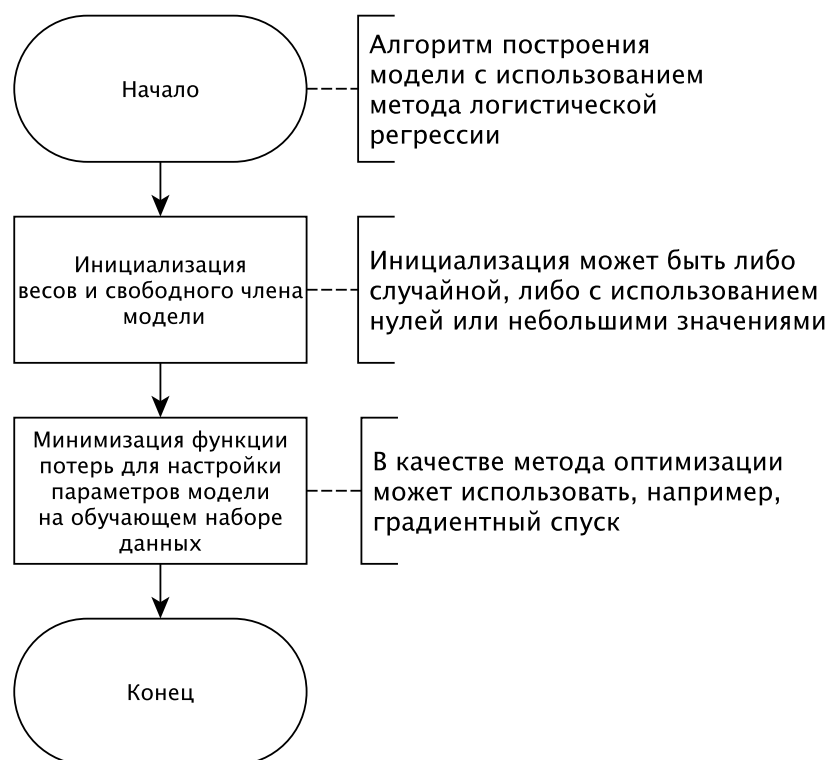 Начало
Алгоритм построения
модели с использованием
метода логистической
регрессии
Инициализация
весов и свободного члена
модели
Инициализация может быть либо
случайной, либо с использованием
нулей или небольшими значениями
Минимизация функции
потерь для настройки
параметров модели
на обучающем наборе
данных
В качестве метода оптимизации
может использовать, например,
градиентный спуск
Конец